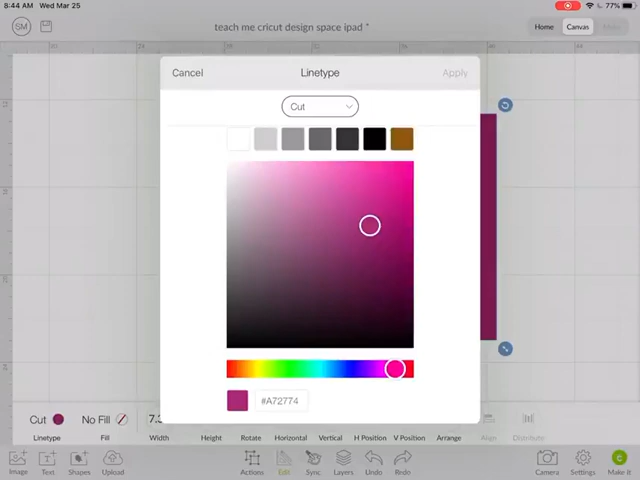 8:44 AM Wed Mar 25
77%
SM
teach me cricut design space ipad *
Home
Canvas
Cancel
Linetype
Apply
Cut
#A72774
Cut
No Fill
Linetype
Fill
Width
Height
Rotate
Horizontal
Vertical
H Position
V Position
Arrange
Align
Distribute
Image
Text
Shapes
Upload
Actions
Edit
Sync
Layers
Undo
Redo
Camera
Settings
Make it